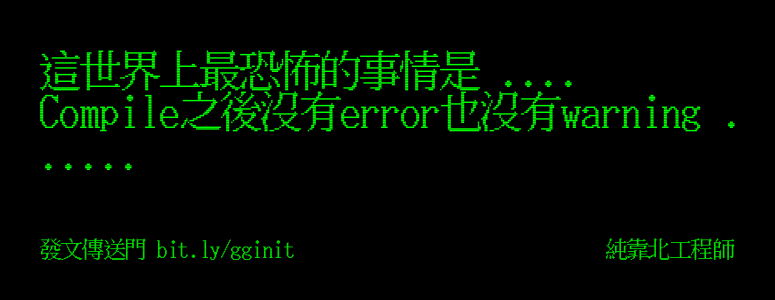 這世界上最恐怖的事情是 ....
Compile之後沒有error也沒有warning .
.....
發文傳送門 bit.ly/gginit
純靠北工程師